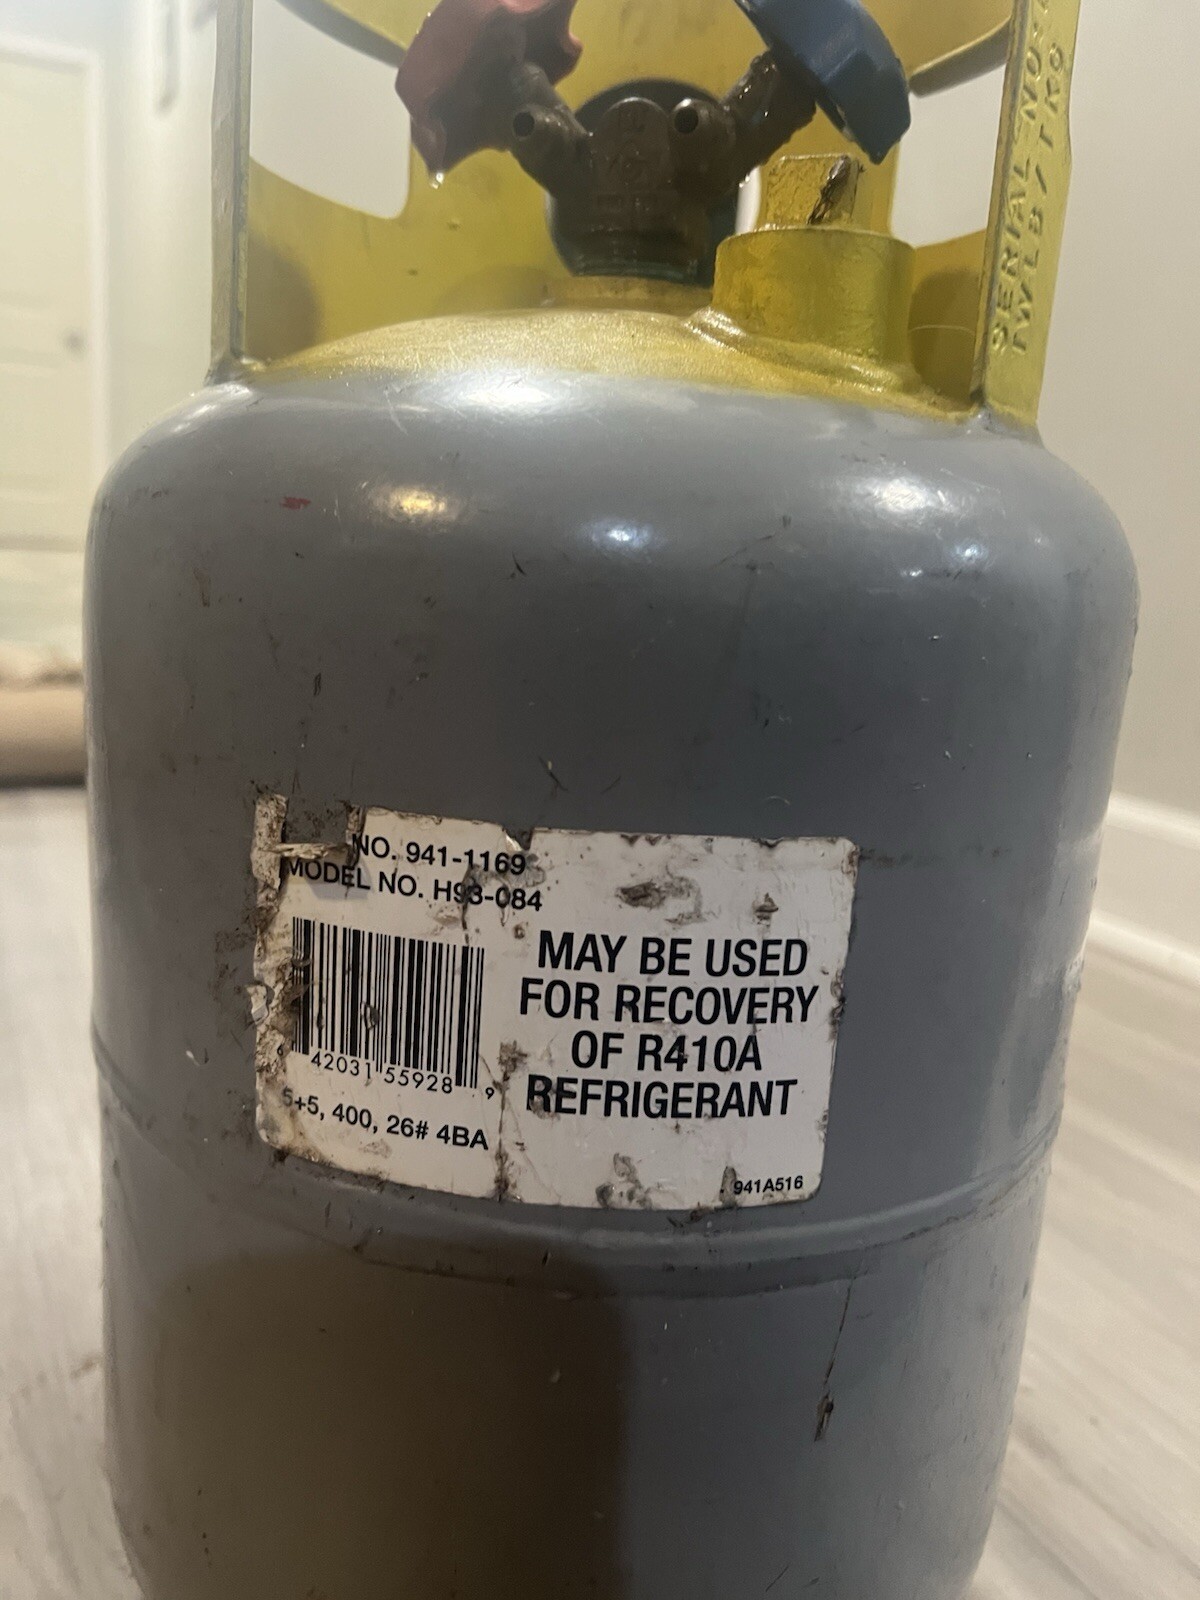 SERIAL NO.
TW LB / KG
NO. 941-1169
MODEL NO. H93-084
6 42031 55928 9
5+5, 400, 26# 4BA
MAY BE USED
FOR RECOVERY
OF R410A
REFRIGERANT
941A516